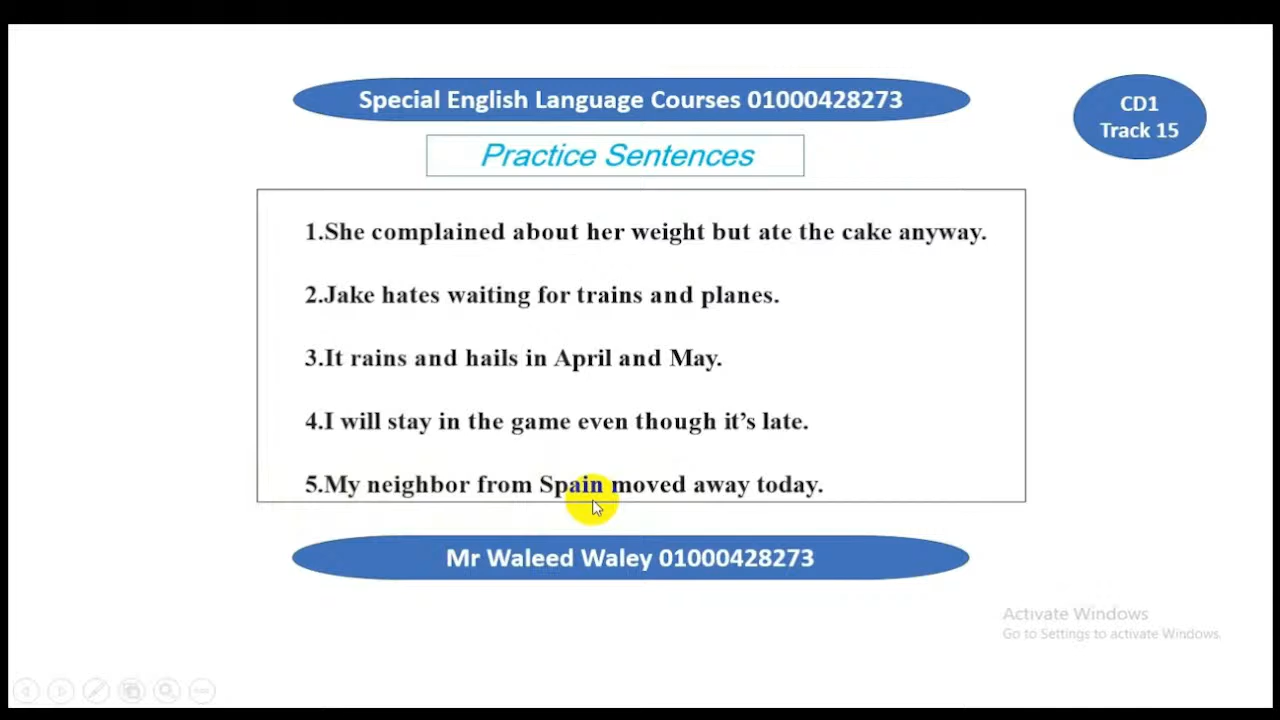 Special English Language Courses 01000428273
CD1
Track 15
Practice Sentences
1.She complained about her weight but ate the cake anyway.
2.Jake hates waiting for trains and planes.
3.It rains and hails in April and May.
4.I will stay in the game even though it's late.
5.My neighbor from Spain moved away today.
Mr Waleed Waley 01000428273
Activate Windows
Go to Settings to activate Windows.